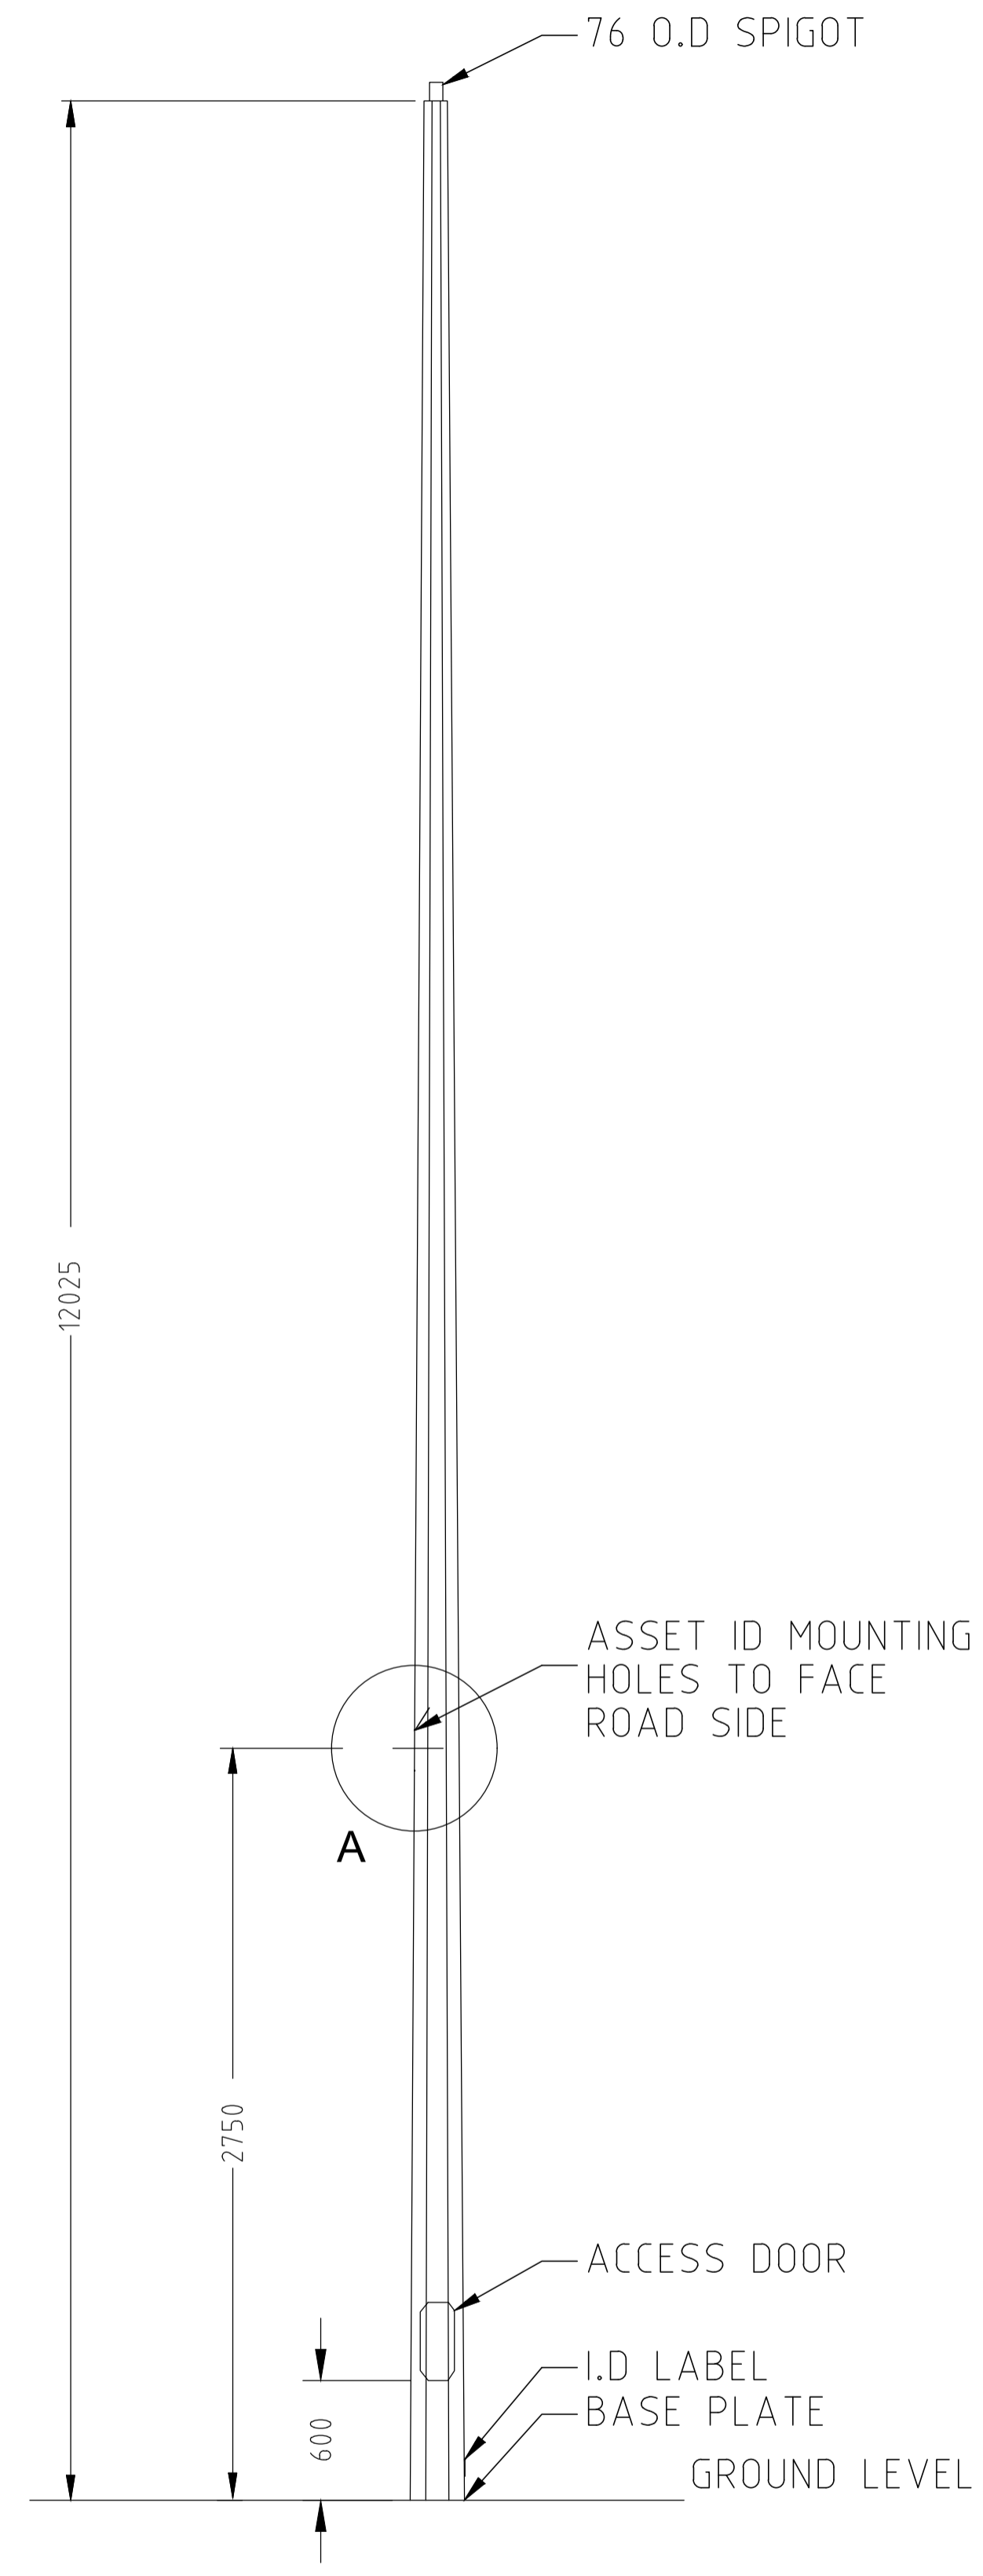 76 O.D SPIGOT
12025
ASSET ID MOUNTING
HOLES TO FACE
ROAD SIDE
A
2750
ACCESS DOOR
I.D LABEL
BASE PLATE
600
GROUND LEVEL